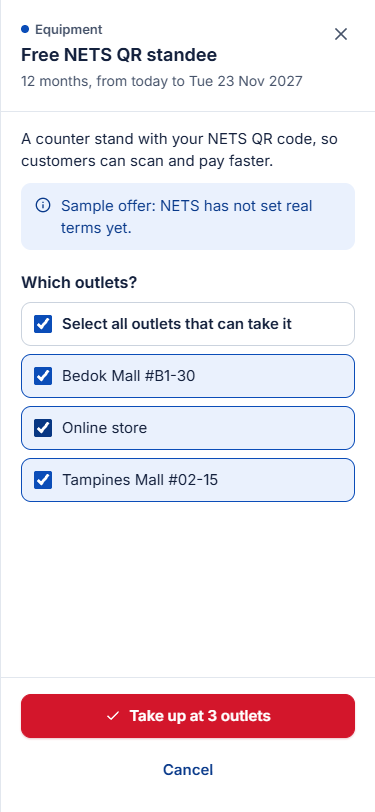 Equipment
Free NETS QR standee
12 months, from today to Tue 23 Nov 2027
A counter stand with your NETS QR code, so
customers can scan and pay faster.
Sample offer: NETS has not set real
terms yet.
Which outlets?
Select all outlets that can take it
Bedok Mall #B1-30
Online store
Tampines Mall #02-15
Take up at 3 outlets
Cancel